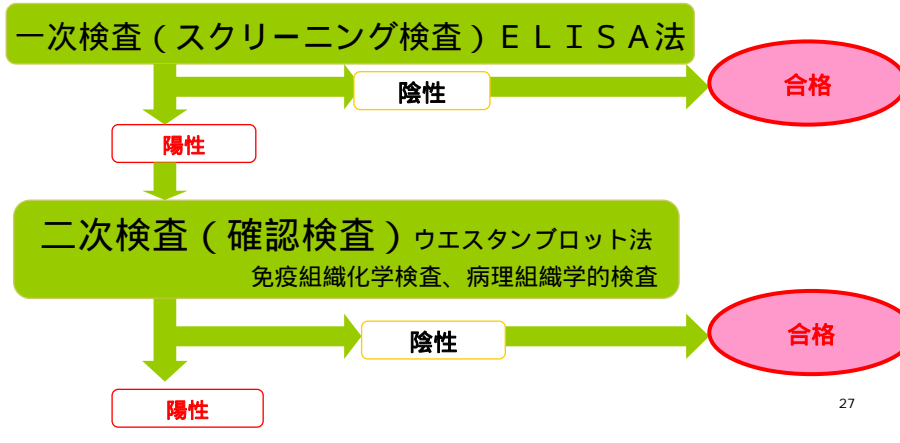 一次検査（スクリーニング検査）ＥＬＩＳＡ法
陰性
合格
陽性
二次検査（確認検査）ウエスタンブロット法
免疫組織化学検査、病理組織学的検査
陰性
合格
陽性
27